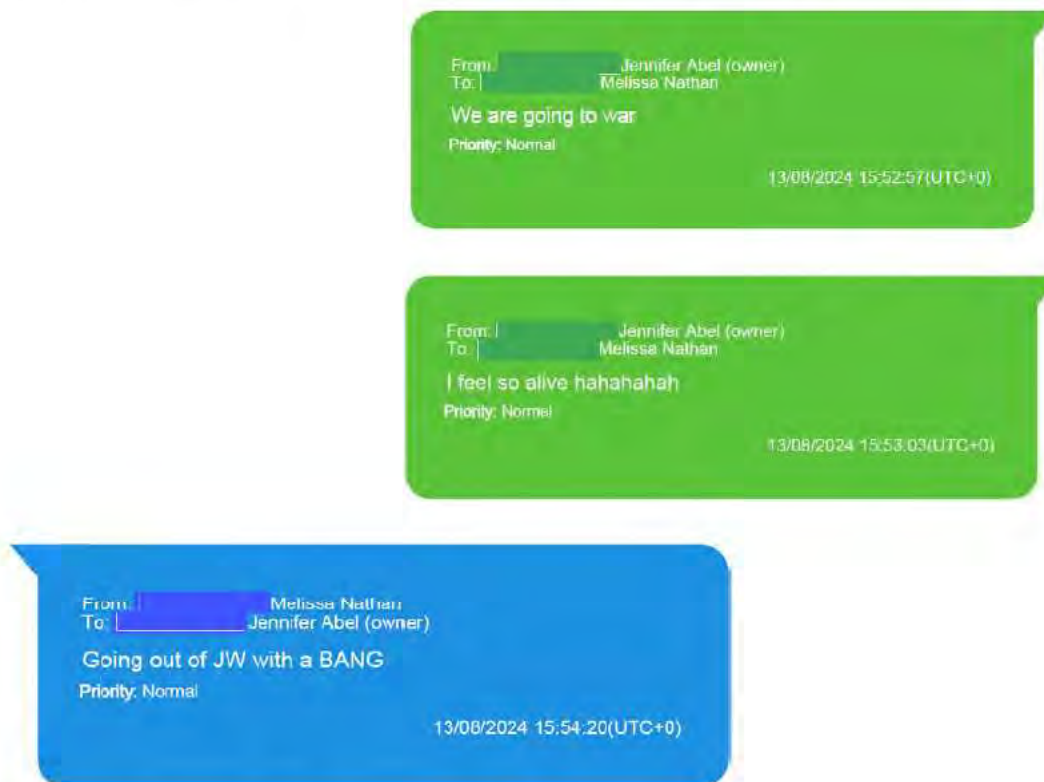 From: Jennifer Abel (owner)
To: Melissa Nathan
We are going to war
Priority: Normal
13/08/2024 15:52:57(UTC+0)
From: Jennifer Abel (owner)
To: Melissa Nathan
I feel so alive hahahahah
Priority: Normal
13/08/2024 15:53:03(UTC+0)
From: Melissa Nathan
To: Jennifer Abel (owner)
Going out of JW with a BANG
Priority: Normal
13/08/2024 15:54:20(UTC+0)